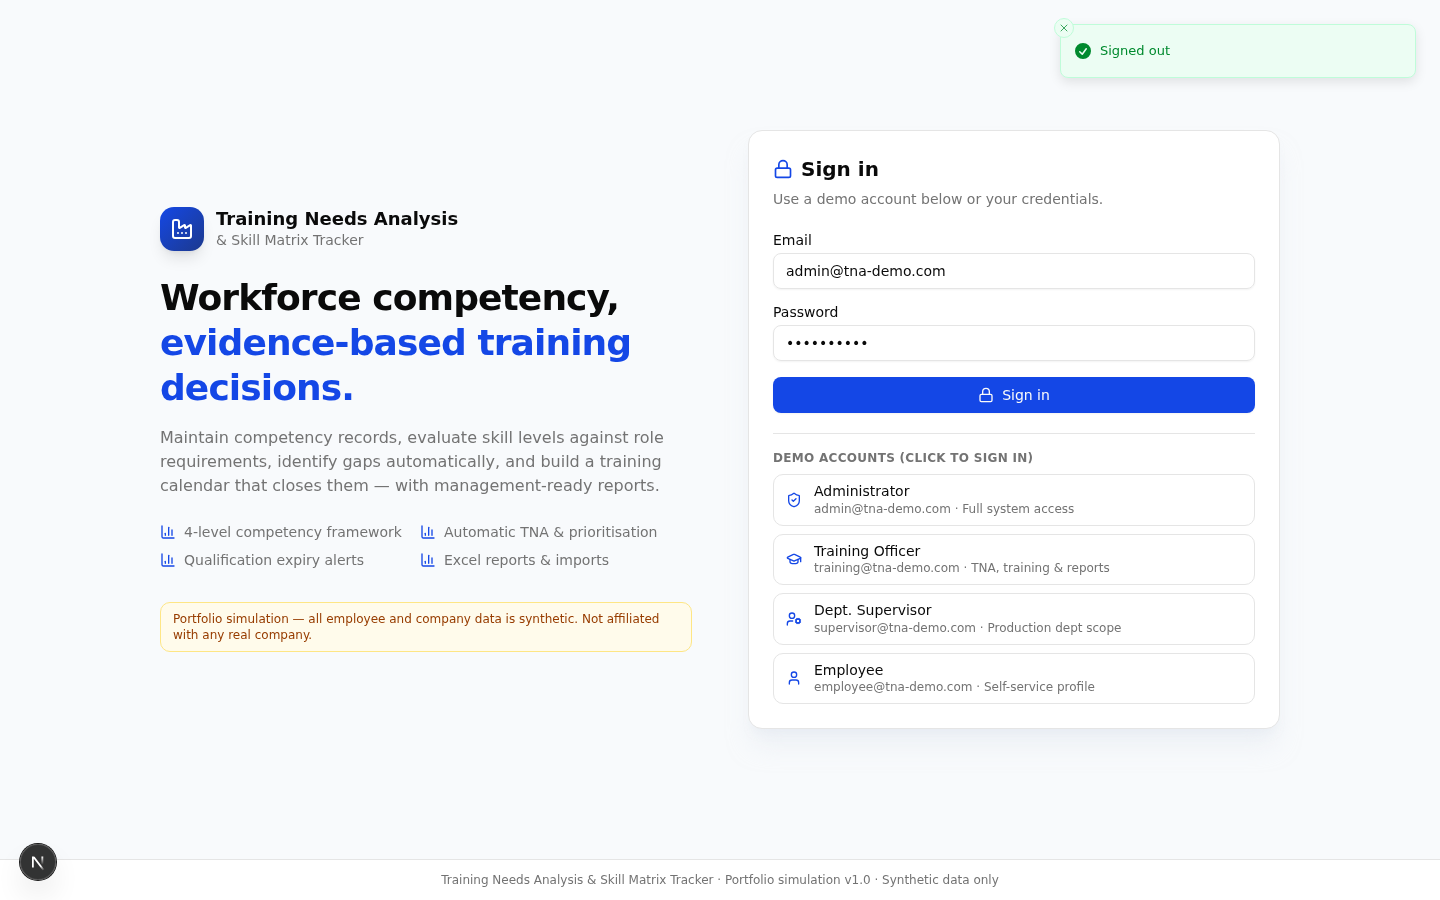 Signed out
Training Needs Analysis
& Skill Matrix Tracker
Workforce competency,
evidence-based training
decisions.
Maintain competency records, evaluate skill levels against role
requirements, identify gaps automatically, and build a training
calendar that closes them — with management-ready reports.
4-level competency framework
Automatic TNA & prioritisation
Qualification expiry alerts
Excel reports & imports
Portfolio simulation — all employee and company data is synthetic. Not affiliated
with any real company.
Sign in
Use a demo account below or your credentials.
Email
admin@tna-demo.com
Password
••••••••••
Sign in
DEMO ACCOUNTS (CLICK TO SIGN IN)
Administrator
admin@tna-demo.com · Full system access
Training Officer
training@tna-demo.com · TNA, training & reports
Dept. Supervisor
supervisor@tna-demo.com · Production dept scope
Employee
employee@tna-demo.com · Self-service profile
N
Training Needs Analysis & Skill Matrix Tracker · Portfolio simulation v1.0 · Synthetic data only